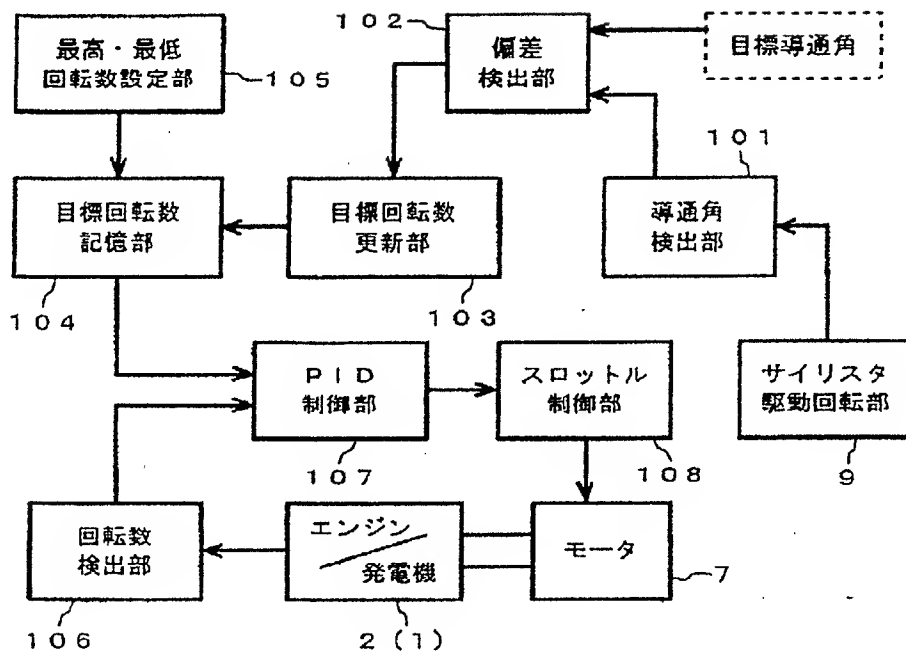 102
最高・最低
回転数設定部
105
偏差
検出部
目標導通角
101
目標回転数
記憶部
104
目標回転数
更新部
103
導通角
検出部
PID
制御部
107
スロットル
制御部
108
サイリスタ
駆動回転部
9
回転数
検出部
106
エンジン
発電機
2(1)
モータ
7